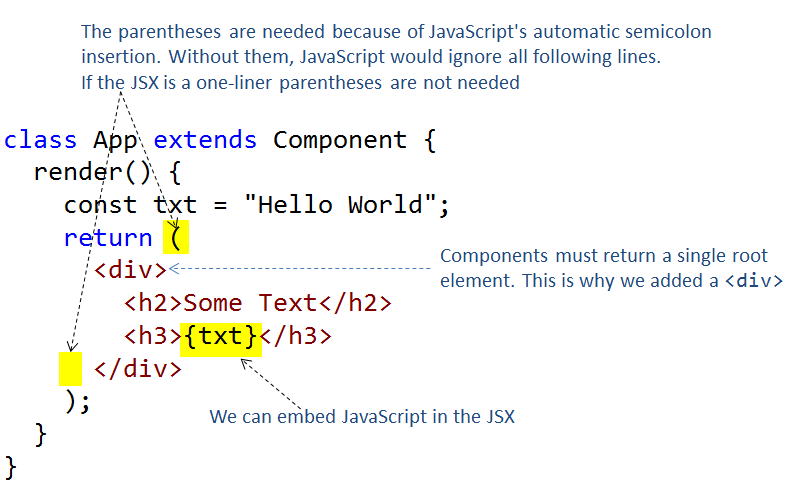 The parentheses are needed because of JavaScript's automatic semicolon
insertion. Without them, JavaScript would ignore all following lines.
If the JSX is a one-liner parentheses are not needed
class App extends Component {
  render() {
    const txt = "Hello World";
    return (
      <div>
Components must return a single root
element. This is why we added a <div>
        <h2>Some Text</h2>
        <h3>{txt}</h3>
      </div>
    );
We can embed JavaScript in the JSX
  }
}